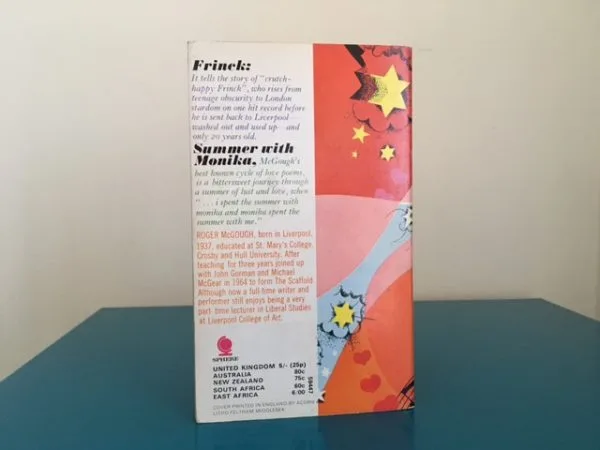 Frinck:
It tells the story of "crutch-
happy Frinck", who rises from
teenage obscurity to London
stardom on one hit record before
he is sent back to Liverpool—
washed out and used up—and
only 20 years old.
Summer with
Monika, McGough's
best known cycle of love poems,
is a bittersweet journey through
a summer of lust and love, when
"...i spent the summer with
monika and monika spent the
summer with me."
ROGER McGOUGH, born in Liverpool,
1937, educated at St. Mary's College,
Crosby and Hull University. After
teaching for three years joined up
with John Gorman and Michael
McGear in 1964 to form The Scaffold.
Although now a full-time writer and
performer still enjoys being a very
part-time lecturer in Liberal Studies
at Liverpool College of Art.
SPHERE
UNITED KINGDOM 5/- (25p)
AUSTRALIA 80c
NEW ZEALAND 75c
SOUTH AFRICA 60c
EAST AFRICA 6:00
COVER PRINTED IN ENGLAND BY ACORN
LITHO FELTHAM MIDDLESEX